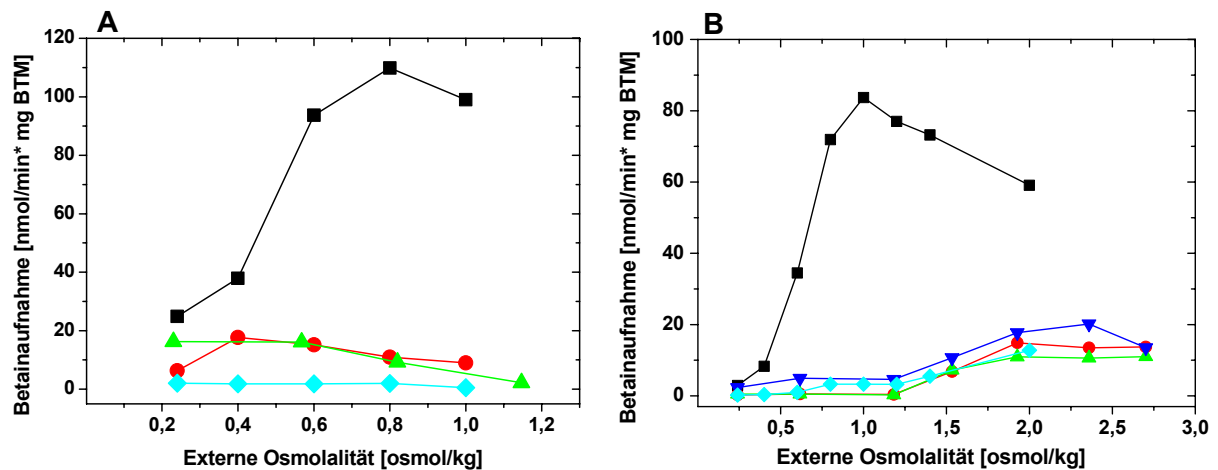 A
Betainaufnahme [nmol/min* mg BTM]
120
100
80
60
40
20
0
0,2 0,4 0,6 0,8 1,0 1,2
Externe Osmolalität [osmol/kg]
B
Betainaufnahme [nmol/min* mg BTM]
100
80
60
40
20
0
0,5 1,0 1,5 2,0 2,5 3,0
Externe Osmolalität [osmol/kg]